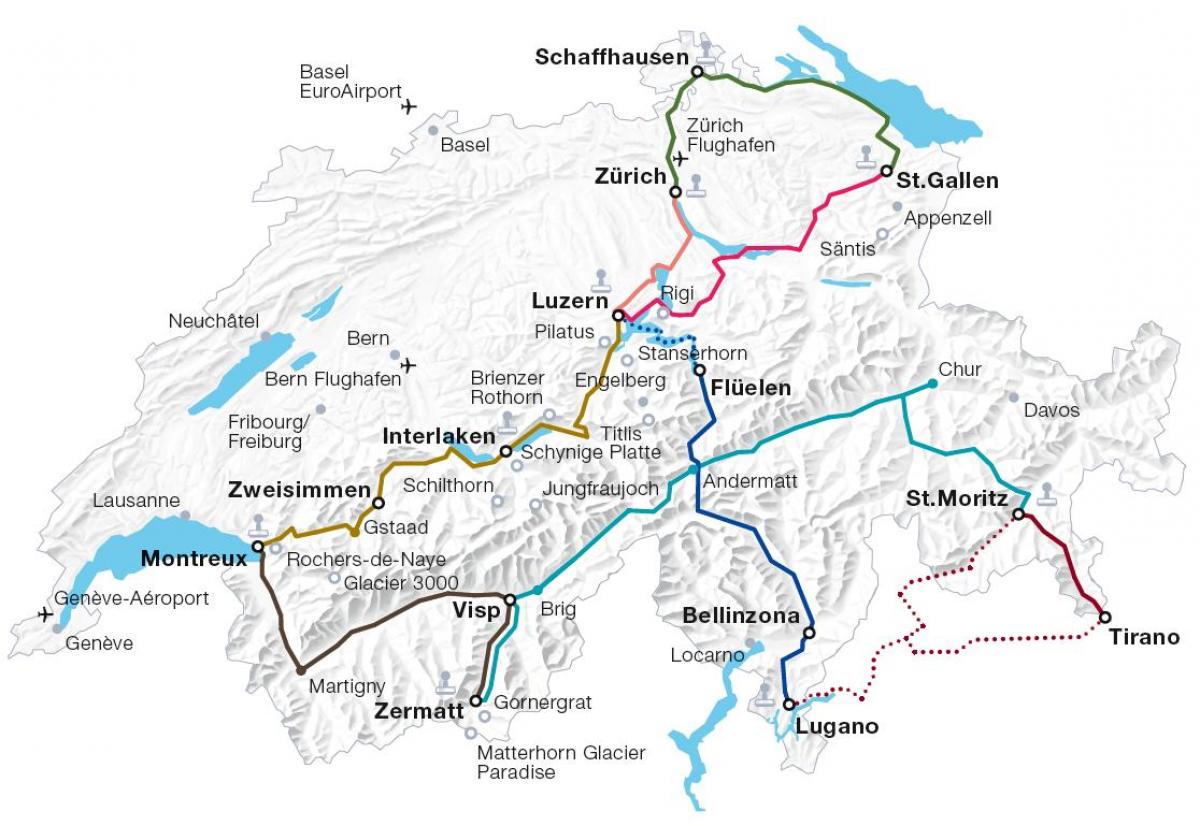 Schaffhausen
Basel
EuroAirport
Basel
Zürich
Flughafen
Zürich
St.Gallen
Appenzell
Säntis
Rigi
Luzern
Neuchâtel
Pilatus
Bern
Stanserhorn
Bern Flughafen
Brienzer
Rothorn
Engelberg
Flüelen
Chur
Davos
Fribourg/
Freiburg
Interlaken
Titlis
Schynige Platte
Zweisimmen
Schilthorn
Jungfraujoch
Andermatt
Lausanne
St.Moritz
Gstaad
Montreux
Rochers-de-Naye
Glacier 3000
Genève-Aéroport
Visp
Brig
Bellinzona
Tirano
Genève
Locarno
Martigny
Zermatt
Gornergrat
Lugano
Matterhorn Glacier
Paradise